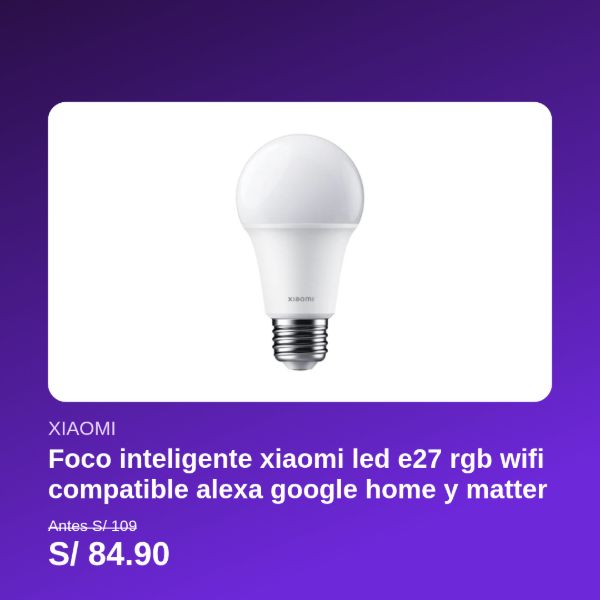 xiaomi
XIAOMI
Foco inteligente xiaomi led e27 rgb wifi
compatible alexa google home y matter
Antes S/ 109
S/ 84.90